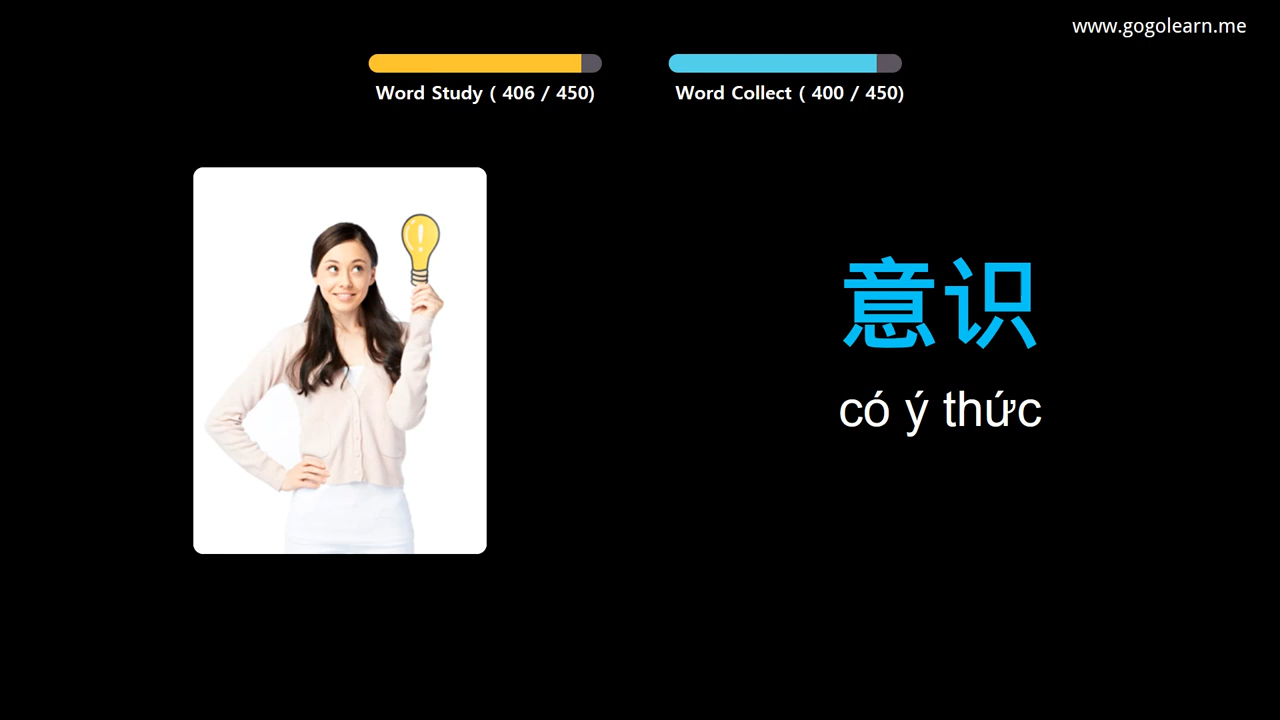 www.gogolearn.me
Word Study ( 406 / 450)
Word Collect ( 400 / 450)
意识
có ý thức